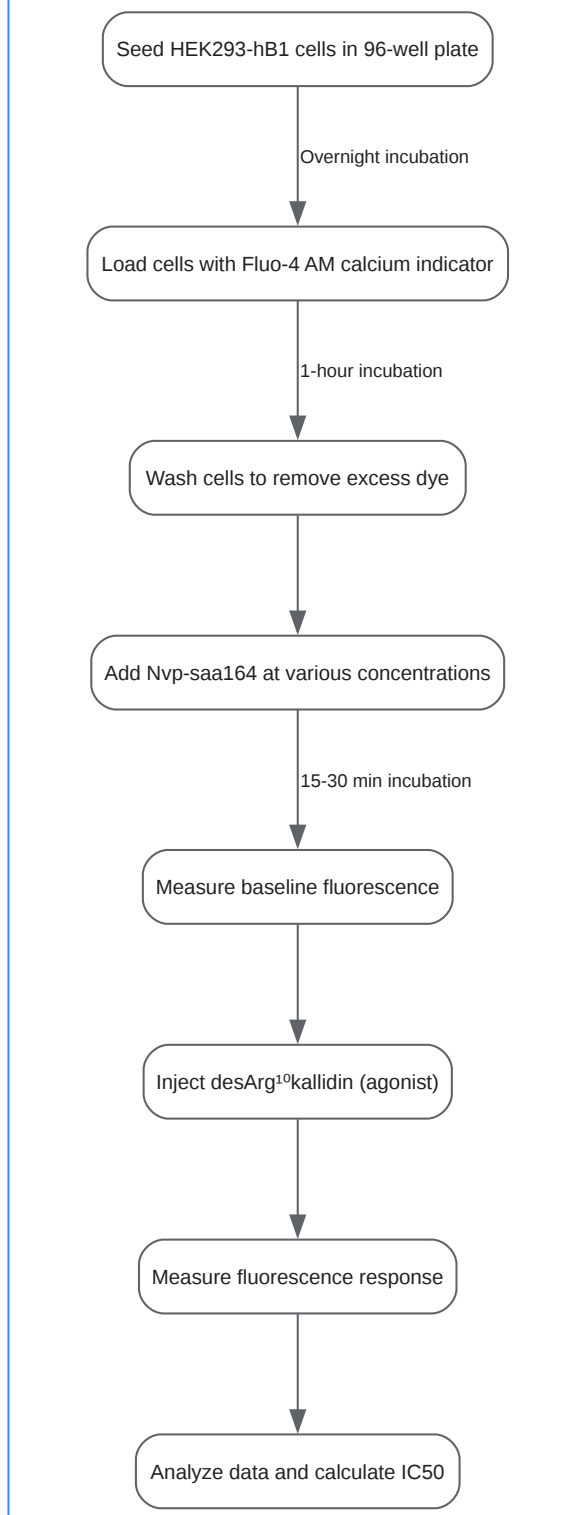 Seed HEK293-hB1 cells in 96-well plate
Overnight incubation
Load cells with Fluo-4 AM calcium indicator
1-hour incubation
Wash cells to remove excess dye
Add Nvp-saa164 at various concentrations
15-30 min incubation
Measure baseline fluorescence
Inject desArg¹⁰kallidin (agonist)
Measure fluorescence response
Analyze data and calculate IC50